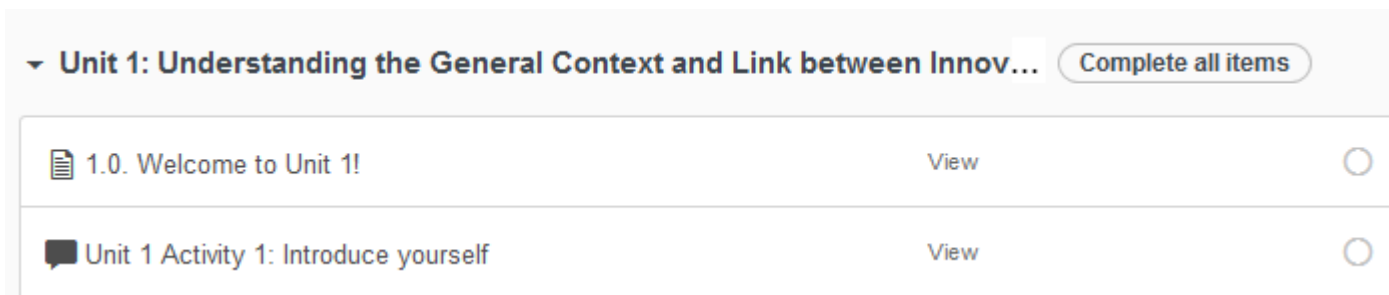 Unit 1: Understanding the General Context and Link between Innov... Complete all items
1.0. Welcome to Unit 1! View
Unit 1 Activity 1: Introduce yourself View